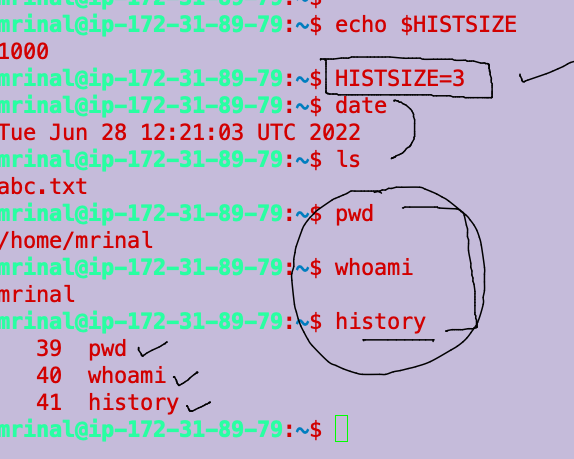 mrinal@ip-172-31-89-79:~$ echo $HISTSIZE
1000
mrinal@ip-172-31-89-79:~$ HISTSIZE=3
mrinal@ip-172-31-89-79:~$ date
Tue Jun 28 12:21:03 UTC 2022
mrinal@ip-172-31-89-79:~$ ls
abc.txt
mrinal@ip-172-31-89-79:~$ pwd
/home/mrinal
mrinal@ip-172-31-89-79:~$ whoami
mrinal
mrinal@ip-172-31-89-79:~$ history
39 pwd
40 whoami
41 history
mrinal@ip-172-31-89-79:~$